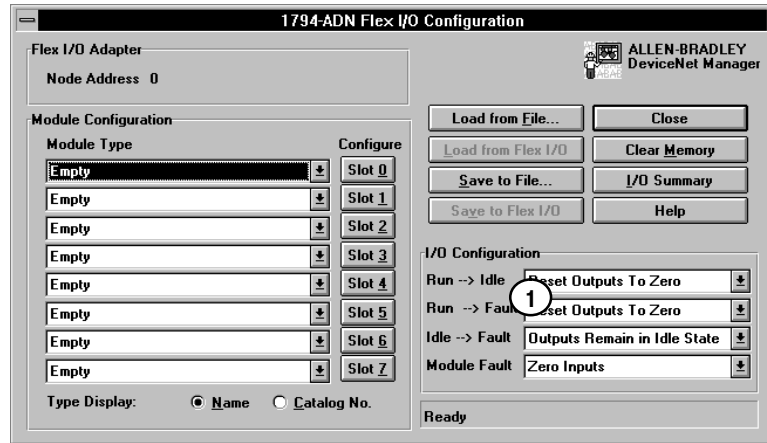 1794-ADN Flex I/O Configuration
Flex I/O Adapter
Node Address 0
ALLEN-BRADLEY
DeviceNet Manager
Module Configuration
Module Type Configure
Empty Slot 0
Empty Slot 1
Empty Slot 2
Empty Slot 3
Empty Slot 4
Empty Slot 5
Empty Slot 6
Empty Slot 7
Type Display: Name Catalog No.
Load from File... Close
Load from Flex I/O Clear Memory
Save to File... I/O Summary
Save to Flex I/O Help
I/O Configuration
Run --> Idle Reset Outputs To Zero
1
Run --> Fault Reset Outputs To Zero
Idle --> Fault Outputs Remain in Idle State
Module Fault Zero Inputs
Ready